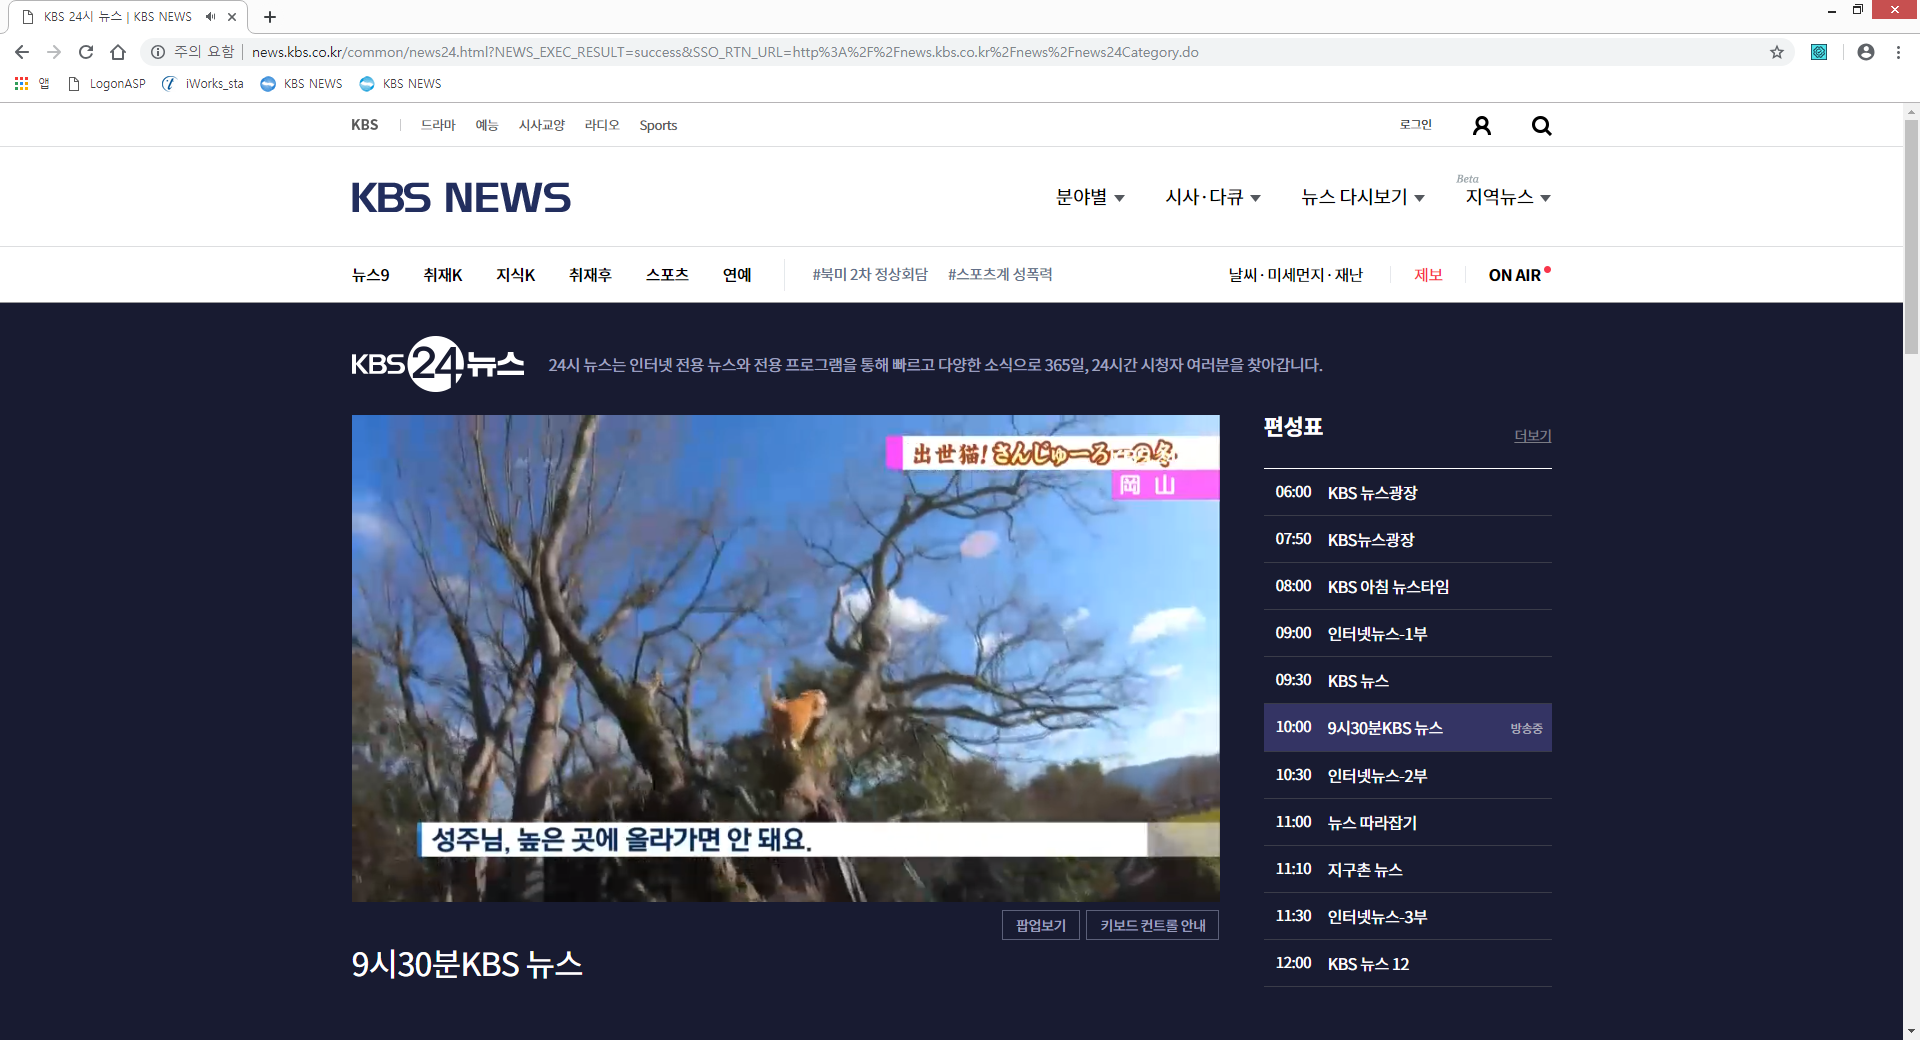 KBS 24시 뉴스 | KBS NEWS
주의 요함 | news.kbs.co.kr/common/news24.html?NEWS_EXEC_RESULT=success&SSO_RTN_URL=http%3A%2F%2Fnews.kbs.co.kr%2Fnews%2Fnews24Category.do
앱 LogonASP iWorks_sta KBS NEWS KBS NEWS
KBS 드라마 예능 시사교양 라디오 Sports 로그인
KBS NEWS
Beta
분야별 시사·다큐 뉴스 다시보기 지역뉴스
뉴스9 취재K 지식K 취재후 스포츠 연예 #북미 2차 정상회담 #스포츠계 성폭력 날씨·미세먼지·재난 제보 ON AIR
KBS 24 뉴스 24시 뉴스는 인터넷 전용 뉴스와 전용 프로그램을 통해 빠르고 다양한 소식으로 365일, 24시간 시청자 여러분을 찾아갑니다.
出世猫!さんじゅーろーの冬
岡山
성주님, 높은 곳에 올라가면 안 돼요.
팝업보기 키보드 컨트롤 안내
9시30분KBS 뉴스
편성표 더보기
06:00 KBS 뉴스광장
07:50 KBS뉴스광장
08:00 KBS 아침 뉴스타임
09:00 인터넷뉴스-1부
09:30 KBS 뉴스
10:00 9시30분KBS 뉴스 방송중
10:30 인터넷뉴스-2부
11:00 뉴스 따라잡기
11:10 지구촌 뉴스
11:30 인터넷뉴스-3부
12:00 KBS 뉴스 12